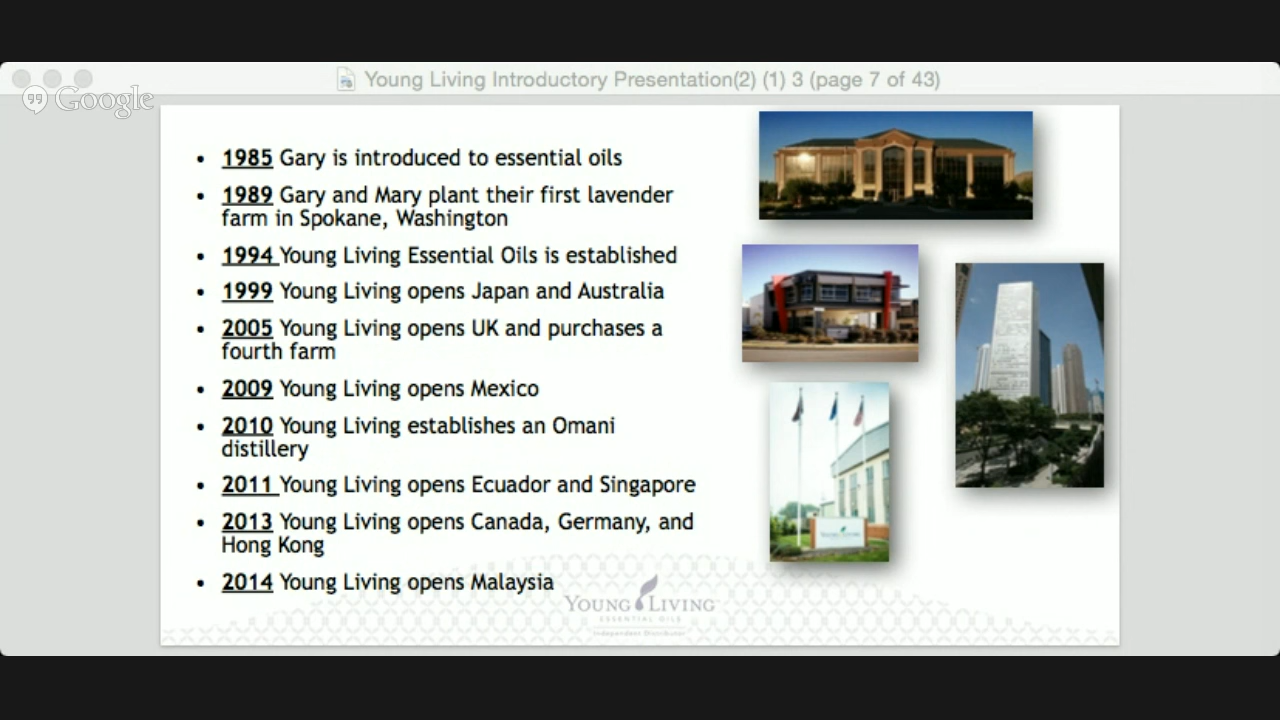 Young Living Introductory Presentation(2) (1) 3 (page 7 of 43)
Google
• 1985 Gary is introduced to essential oils
• 1989 Gary and Mary plant their first lavender
farm in Spokane, Washington
• 1994 Young Living Essential Oils is established
• 1999 Young Living opens Japan and Australia
• 2005 Young Living opens UK and purchases a
fourth farm
• 2009 Young Living opens Mexico
• 2010 Young Living establishes an Omani
distillery
• 2011 Young Living opens Ecuador and Singapore
• 2013 Young Living opens Canada, Germany, and
Hong Kong
• 2014 Young Living opens Malaysia
YOUNG LIVING
YOUNG LIVING
ESSENTIAL OILS
Independent Distributor